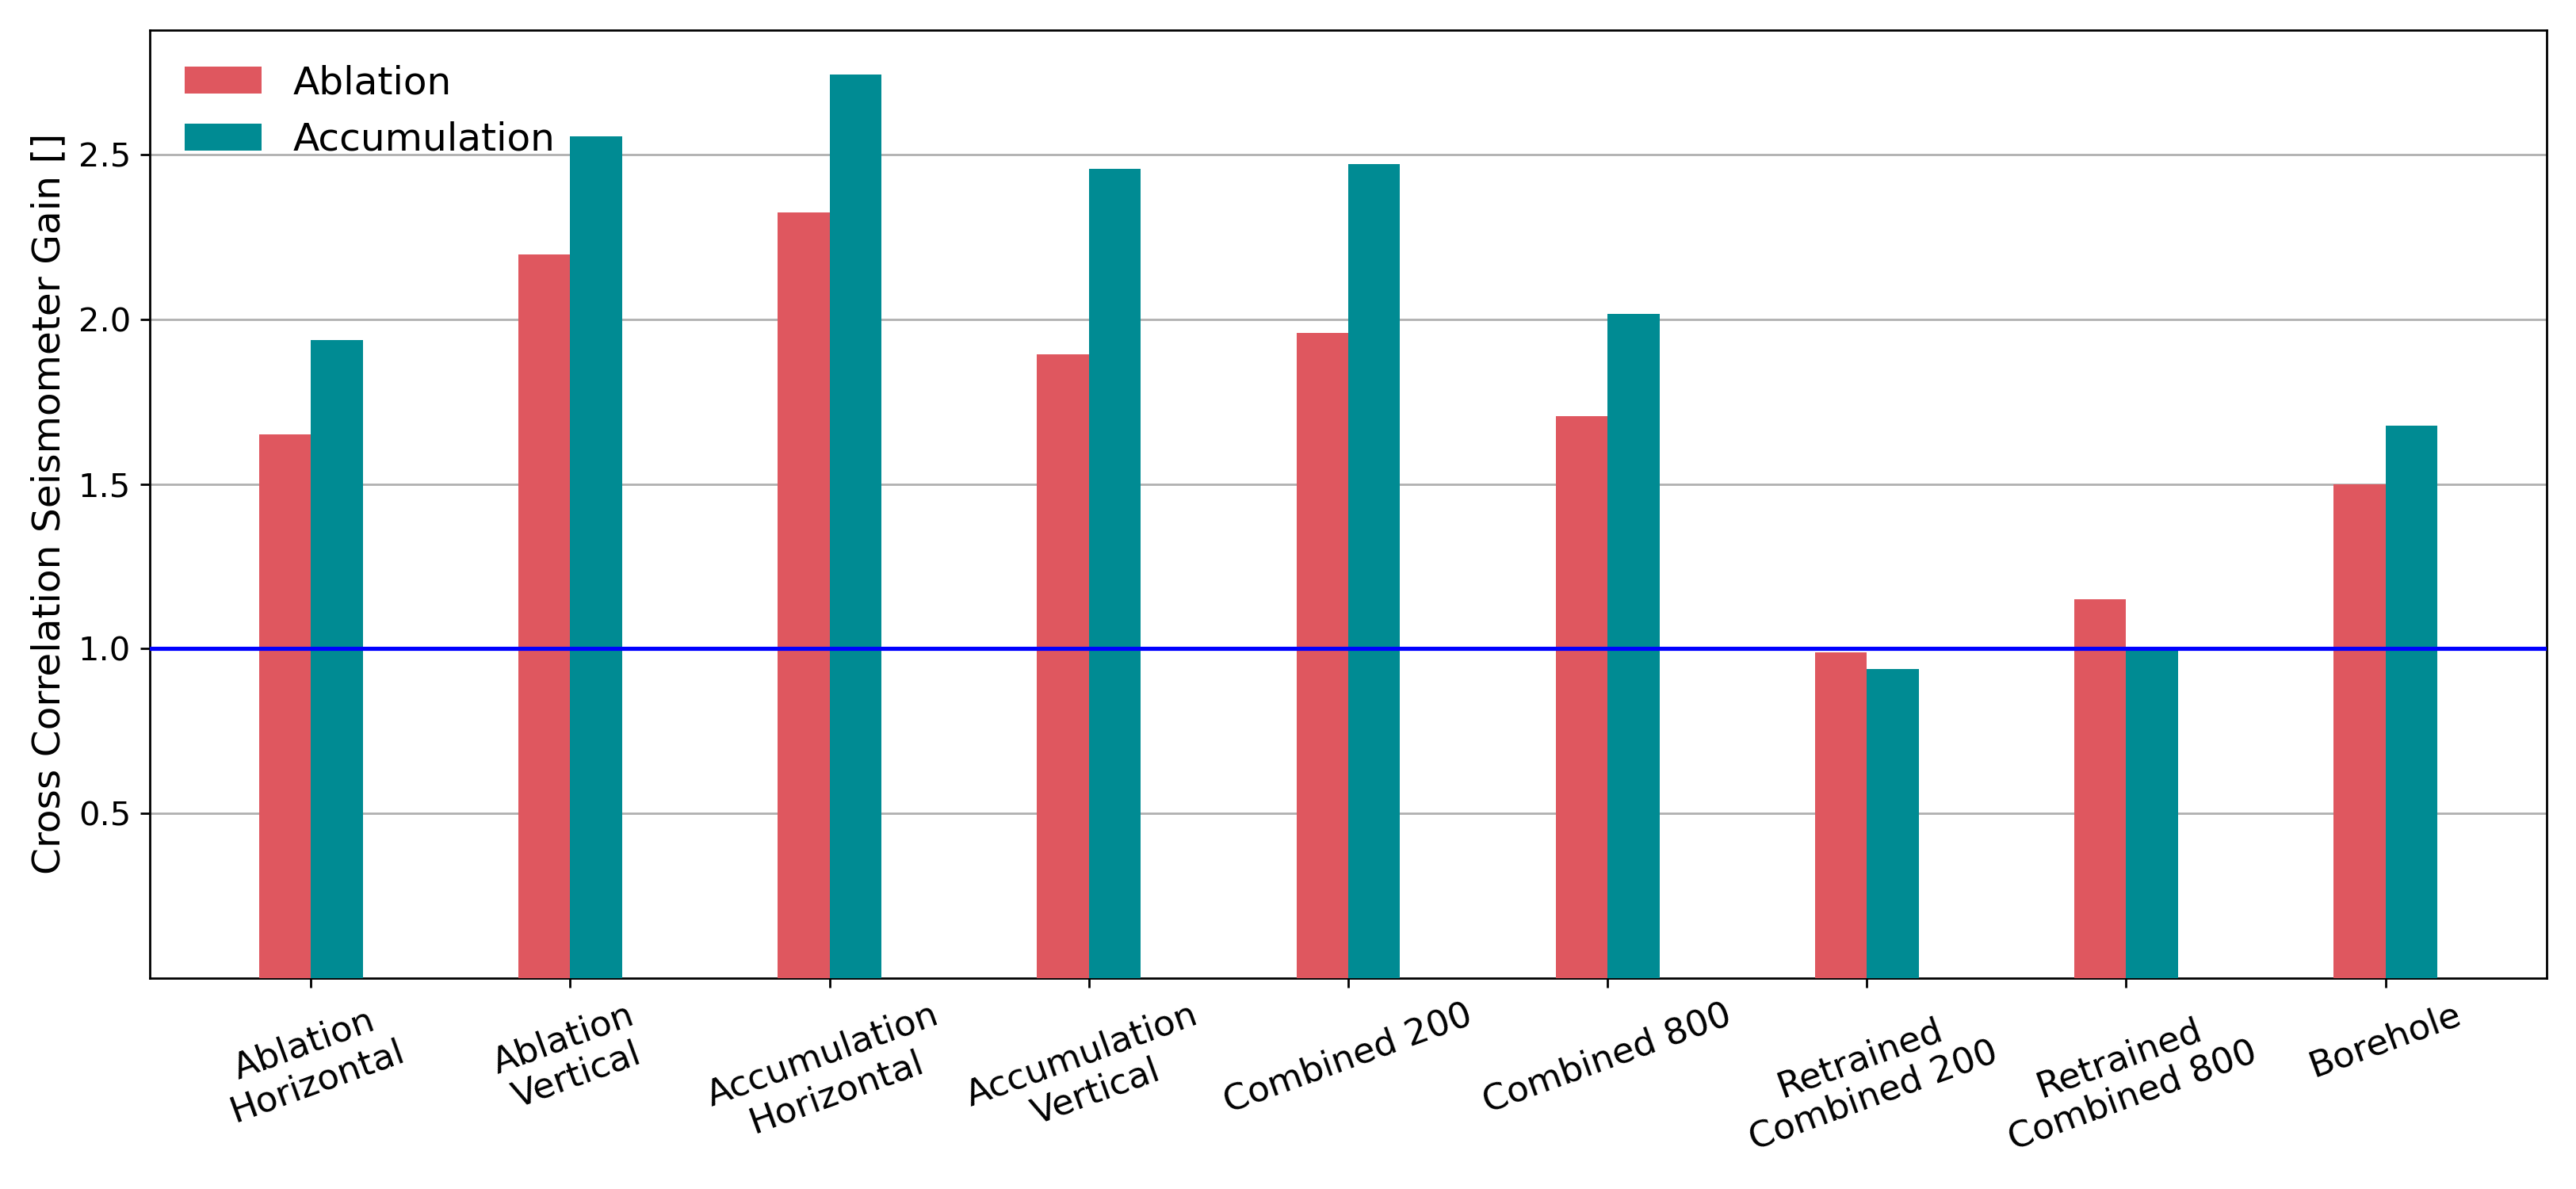 Ablation
Accumulation
Cross Correlation Seismometer Gain []
2.5
2.0
1.5
1.0
0.5
Ablation
Horizontal
Ablation
Vertical
Accumulation
Horizontal
Accumulation
Vertical
Combined 200
Combined 800
Retrained
Combined 200
Retrained
Combined 800
Borehole